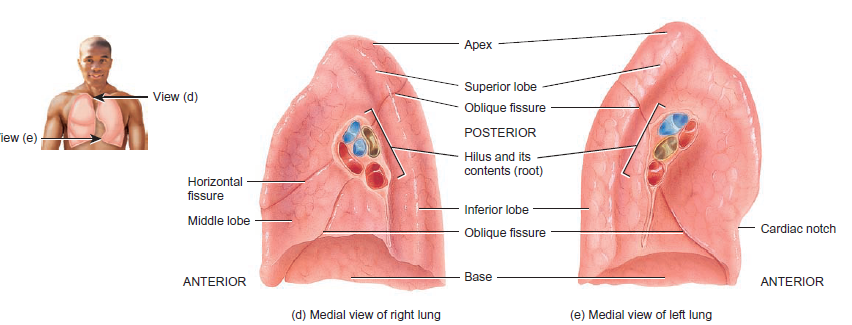 Apex
View (d)
Superior lobe
Oblique fissure
POSTERIOR
iew (e)
Hilus and its
contents (root)
Horizontal
fissure
Inferior lobe
Middle lobe
Oblique fissure
Cardiac notch
Base
ANTERIOR
ANTERIOR
(d) Medial view of right lung
(e) Medial view of left lung